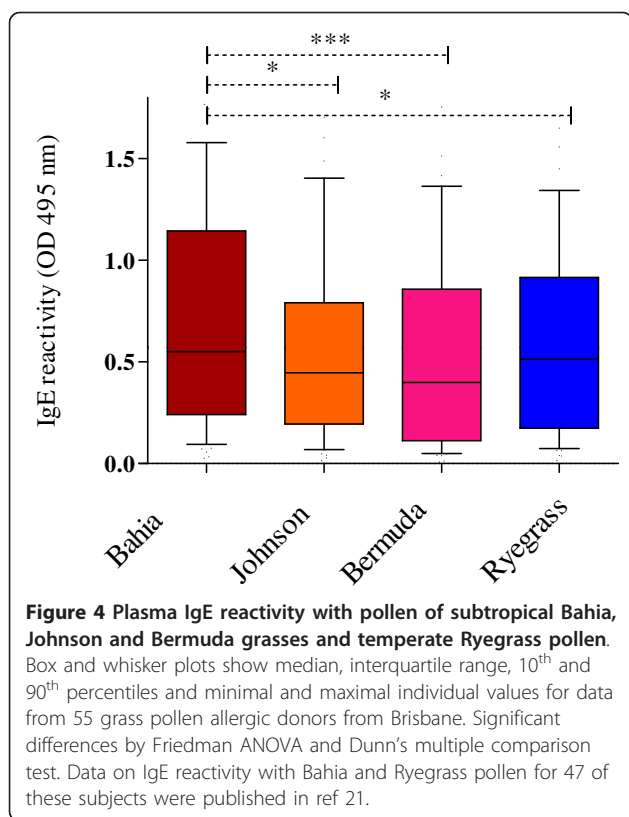 ***
*
*
1.5
1.0
0.5
0.0
IgE reactivity (OD 495 nm)
Bahia
Johnson
Bermuda
Ryegrass
Figure 4 Plasma IgE reactivity with pollen of subtropical Bahia,
Johnson and Bermuda grasses and temperate Ryegrass pollen.
Box and whisker plots show median, interquartile range, 10th and
90th percentiles and minimal and maximal individual values for data
from 55 grass pollen allergic donors from Brisbane. Significant
differences by Friedman ANOVA and Dunn's multiple comparison
test. Data on IgE reactivity with Bahia and Ryegrass pollen for 47 of
these subjects were published in ref 21.